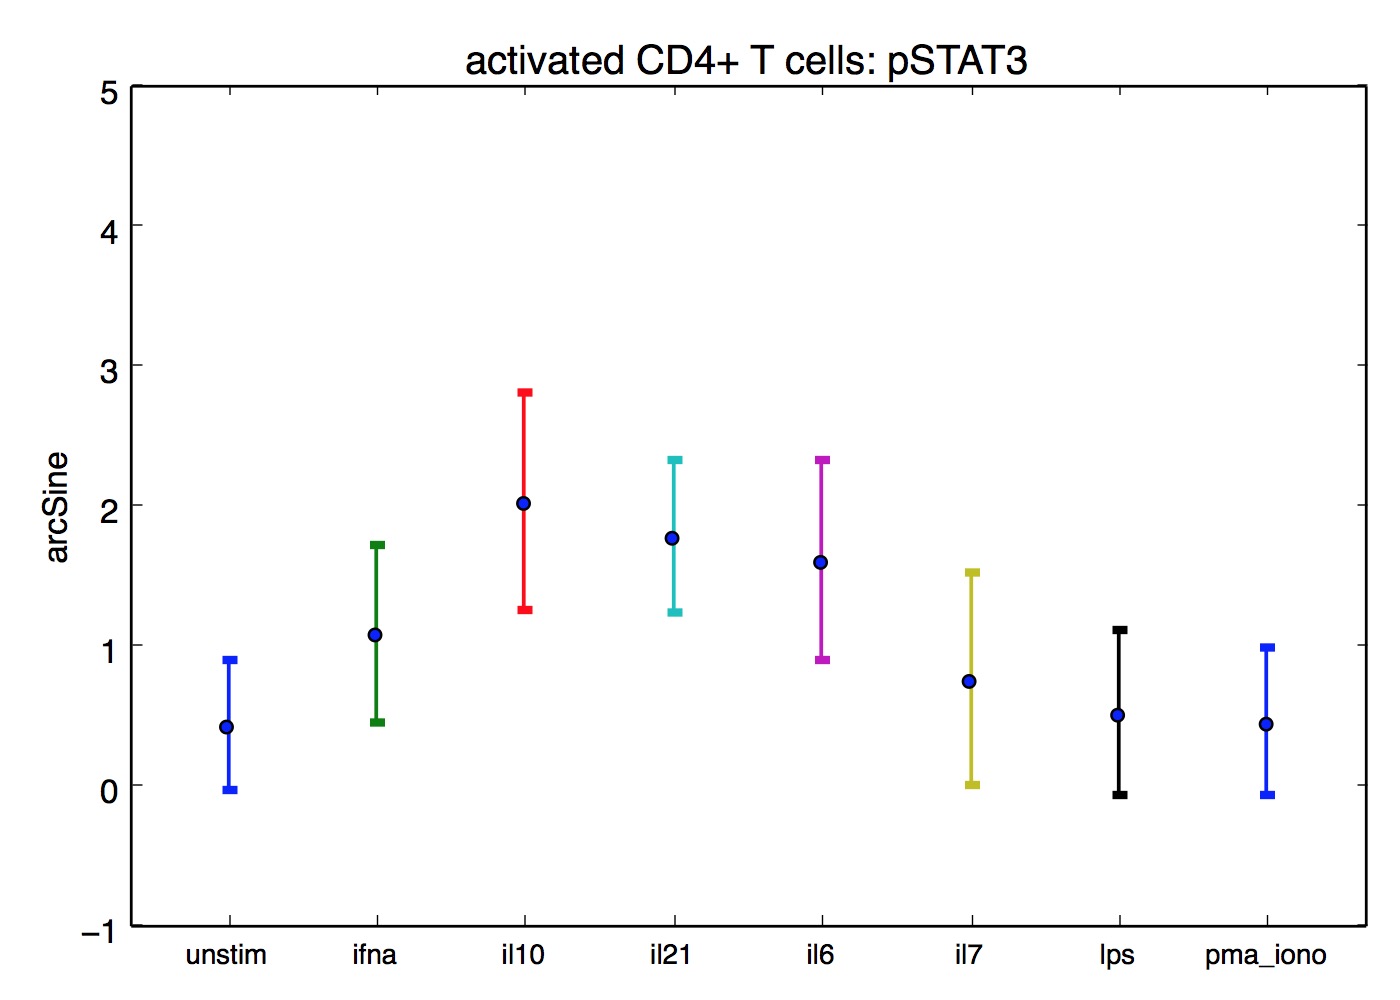 activated CD4+ T cells: pSTAT3
5
4
3
2
1
0
−1
arcSine
unstim ifna il10 il21 il6 il7 lps pma_iono